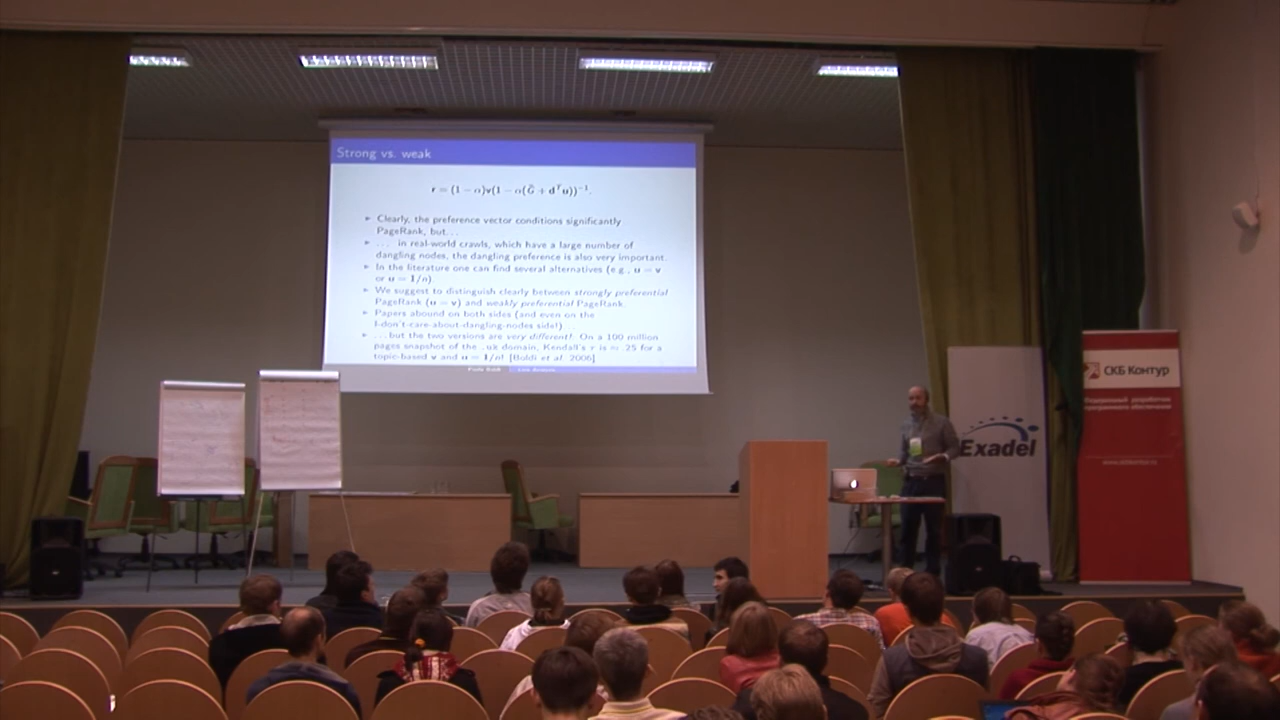 Strong vs. weak
r = (1 − α)v(1 − α(G̅ + dᵀu))⁻¹.
▸ Clearly, the preference vector conditions significantly
PageRank, but...
▸ ... in real-world crawls, which have a large number of
dangling nodes, the dangling preference is also very important.
▸ In the literature one can find several alternatives (e.g., u = v
or u = 1/n)
▸ We suggest to distinguish clearly between strongly preferential
PageRank (u = v) and weakly preferential PageRank.
▸ Papers abound on both sides (and even on the
I-don't-care-about-dangling-nodes side!)...
▸ ...but the two versions are very different! On a 100 million
pages snapshot of the .uk domain, Kendall's τ is ≈ .25 for a
topic-based v and u = 1/n! [Boldi et al. 2006]
Exadel
СКБ Контур
программного обеспечения